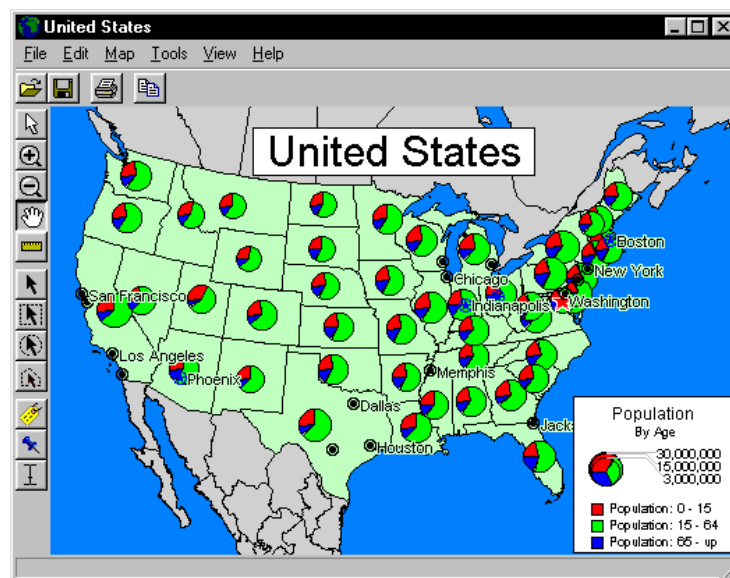 United States
File Edit Map Tools View Help
United States
Boston
New York
Chicago
San Francisco
Indianapolis
Washington
Los Angeles
Phoenix
Memphis
Dallas
Houston
Jacks
Population
By Age
30,000,000
15,000,000
3,000,000
Population: 0 - 15
Population: 15 - 64
Population: 65 - up